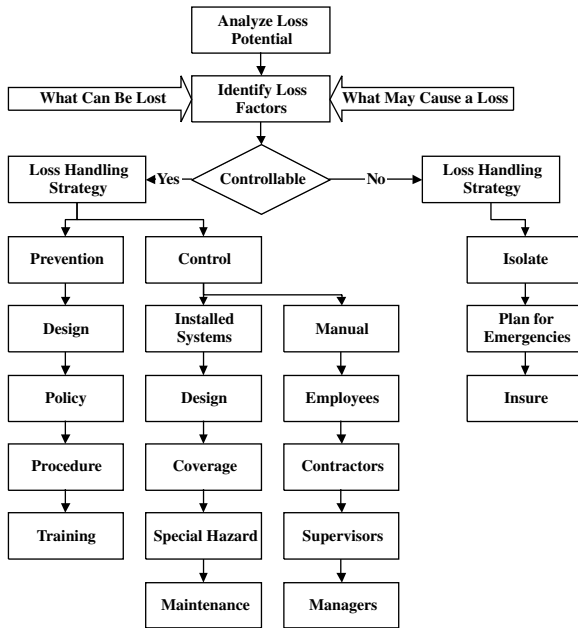 Analyze Loss
Potential
What Can Be Lost
Identify Loss
Factors
What May Cause a Loss
Loss Handling
Strategy
Yes
Controllable
No
Loss Handling
Strategy
Prevention
Control
Isolate
Design
Installed
Systems
Manual
Plan for
Emergencies
Policy
Design
Employees
Insure
Procedure
Coverage
Contractors
Training
Special Hazard
Supervisors
Maintenance
Managers